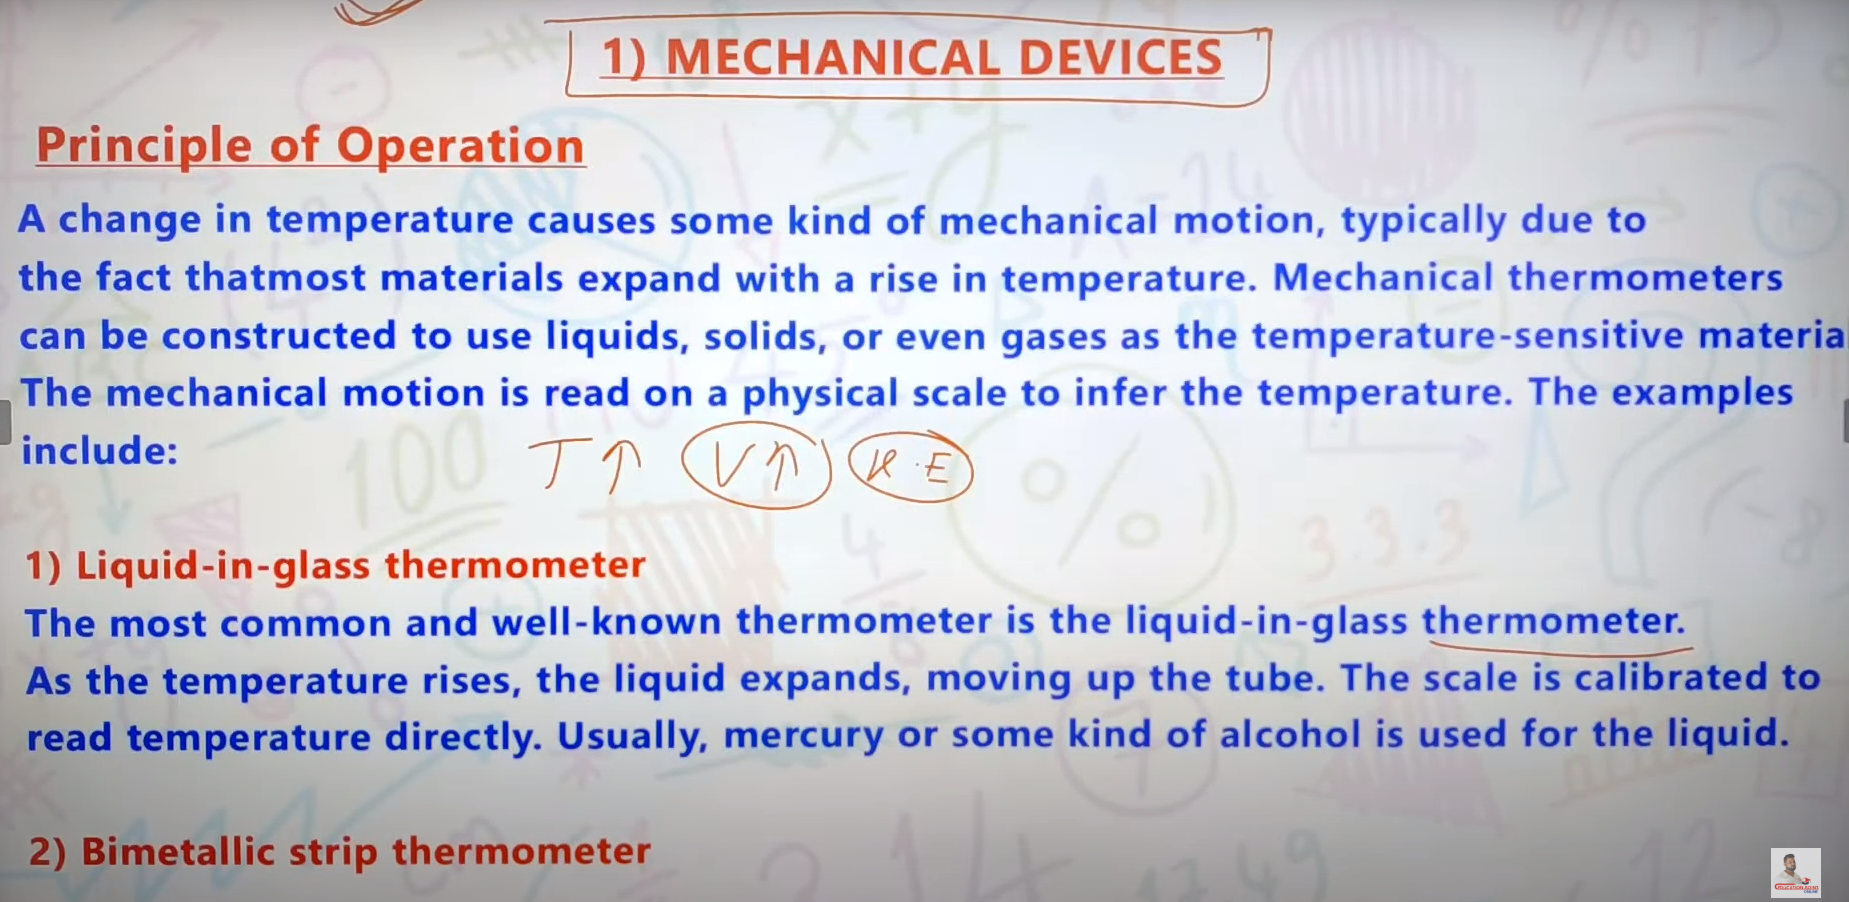 1) MECHANICAL DEVICES
Principle of Operation
A change in temperature causes some kind of mechanical motion, typically due to
the fact thatmost materials expand with a rise in temperature. Mechanical thermometers
can be constructed to use liquids, solids, or even gases as the temperature-sensitive materia
The mechanical motion is read on a physical scale to infer the temperature. The examples
include:
T↑ V↑ K.E
1) Liquid-in-glass thermometer
The most common and well-known thermometer is the liquid-in-glass thermometer.
As the temperature rises, the liquid expands, moving up the tube. The scale is calibrated to
read temperature directly. Usually, mercury or some kind of alcohol is used for the liquid.
2) Bimetallic strip thermometer